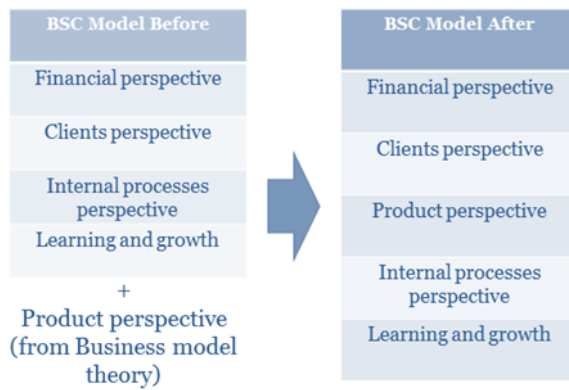 BSC Model Before
Financial perspective
Clients perspective
Internal processes
perspective
Learning and growth
+
Product perspective
(from Business model
theory)
BSC Model After
Financial perspective
Clients perspective
Product perspective
Internal processes
perspective
Learning and growth